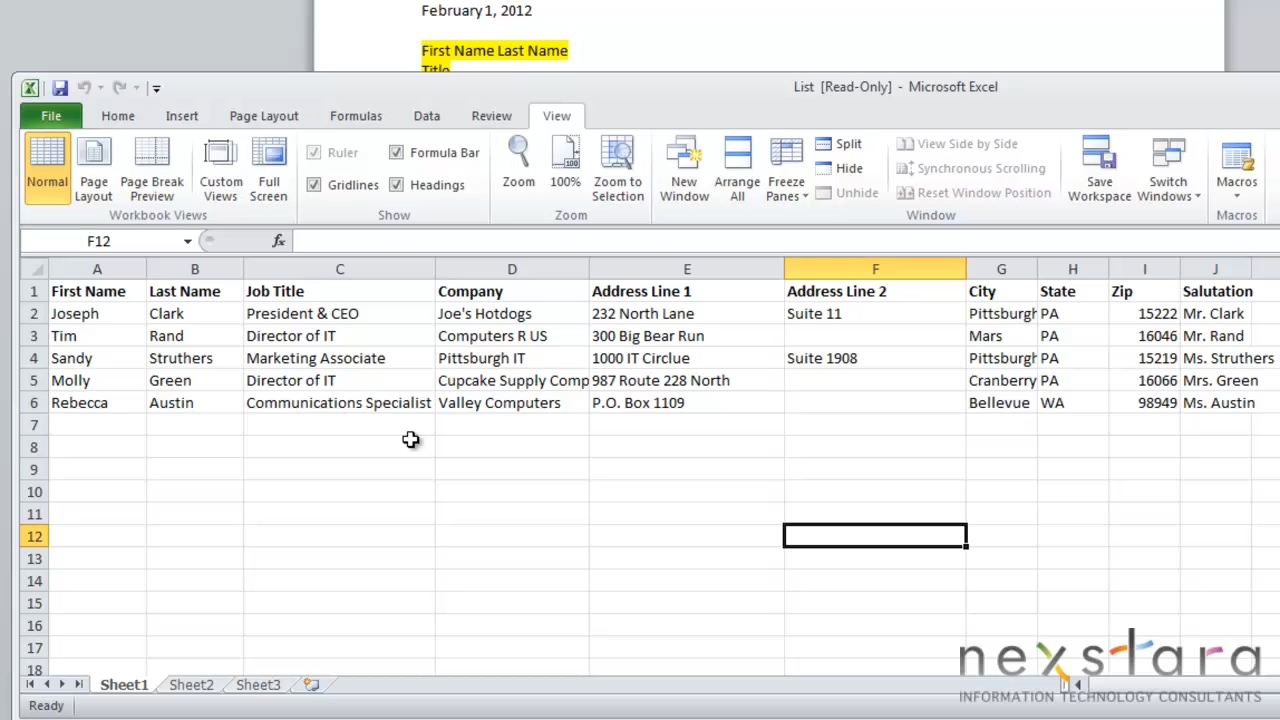 February 1, 2012
First Name Last Name
Title
List [Read-Only] - Microsoft Excel
File Home Insert Page Layout Formulas Data Review View
Normal Page Layout Page Break Preview Custom Views Full Screen
Ruler Formula Bar
Gridlines Headings
Zoom 100% Zoom to Selection
New Window Arrange All Freeze Panes
Split
Hide
Unhide
View Side by Side
Synchronous Scrolling
Reset Window Position
Save Workspace Switch Windows Macros
Workbook Views Show Zoom Window Macros
F12 fx
A B C D E F G H I J
1 First Name Last Name Job Title Company Address Line 1 Address Line 2 City State Zip Salutation
2 Joseph Clark President & CEO Joe's Hotdogs 232 North Lane Suite 11 Pittsburgh PA 15222 Mr. Clark
3 Tim Rand Director of IT Computers R US 300 Big Bear Run Mars PA 16046 Mr. Rand
4 Sandy Struthers Marketing Associate Pittsburgh IT 1000 IT Circlue Suite 1908 Pittsburgh PA 15219 Ms. Struthers
5 Molly Green Director of IT Cupcake Supply Comp 987 Route 228 North Cranberry PA 16066 Mrs. Green
6 Rebecca Austin Communications Specialist Valley Computers P.O. Box 1109 Bellevue WA 98949 Ms. Austin
7
8
9
10
11
12
13
14
15
16
17
18
Sheet1 Sheet2 Sheet3
Ready
nexstara
INFORMATION TECHNOLOGY CONSULTANTS